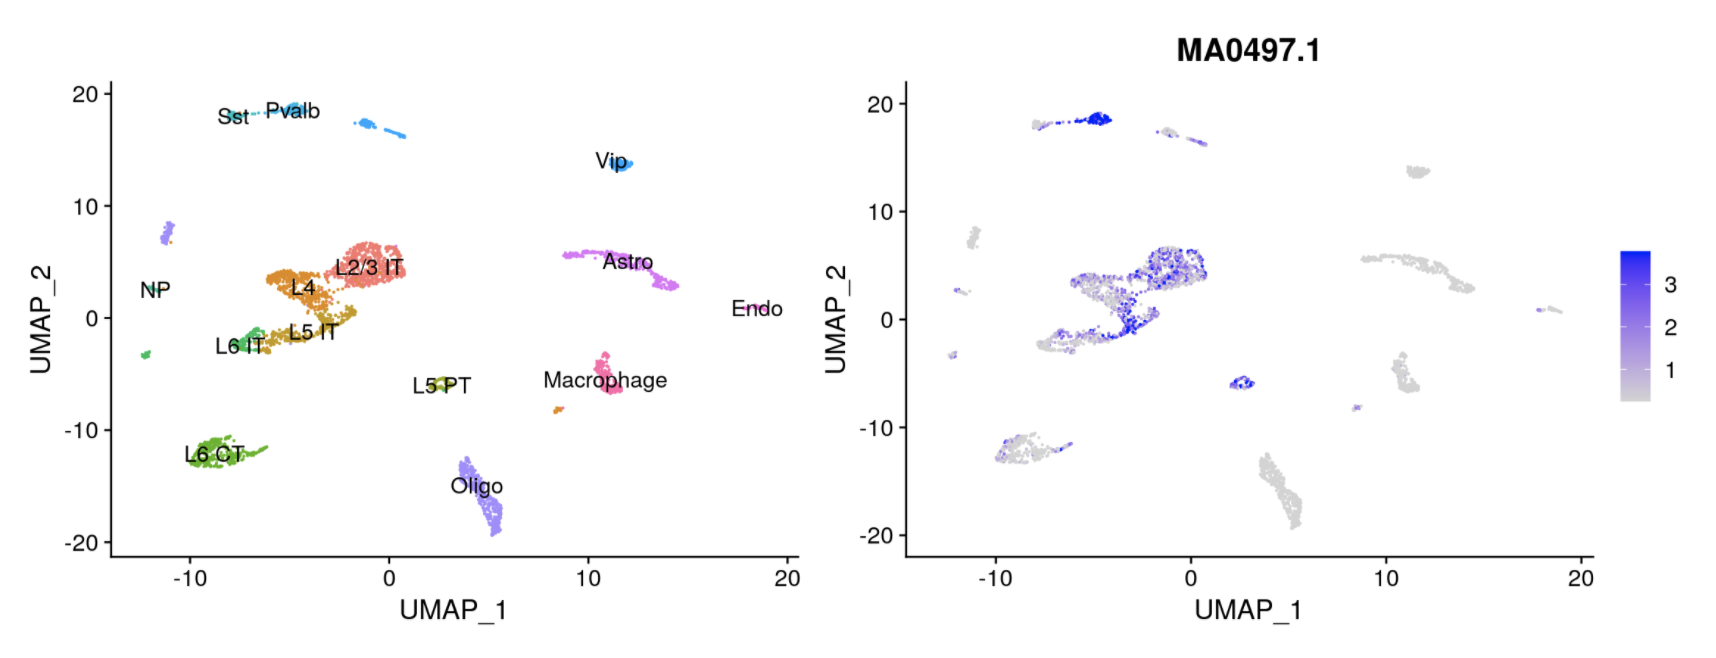 MA0497.1
20
10
0
-10
-20
UMAP_2
Sst
Pvalb
Vip
NP
L2/3 IT
L4
L5 IT
L6 IT
Astro
Endo
L5 PT
Macrophage
L6 CT
Oligo
-10
0
10
20
UMAP_1
20
10
0
-10
-20
UMAP_2
-10
0
10
20
UMAP_1
3
2
1